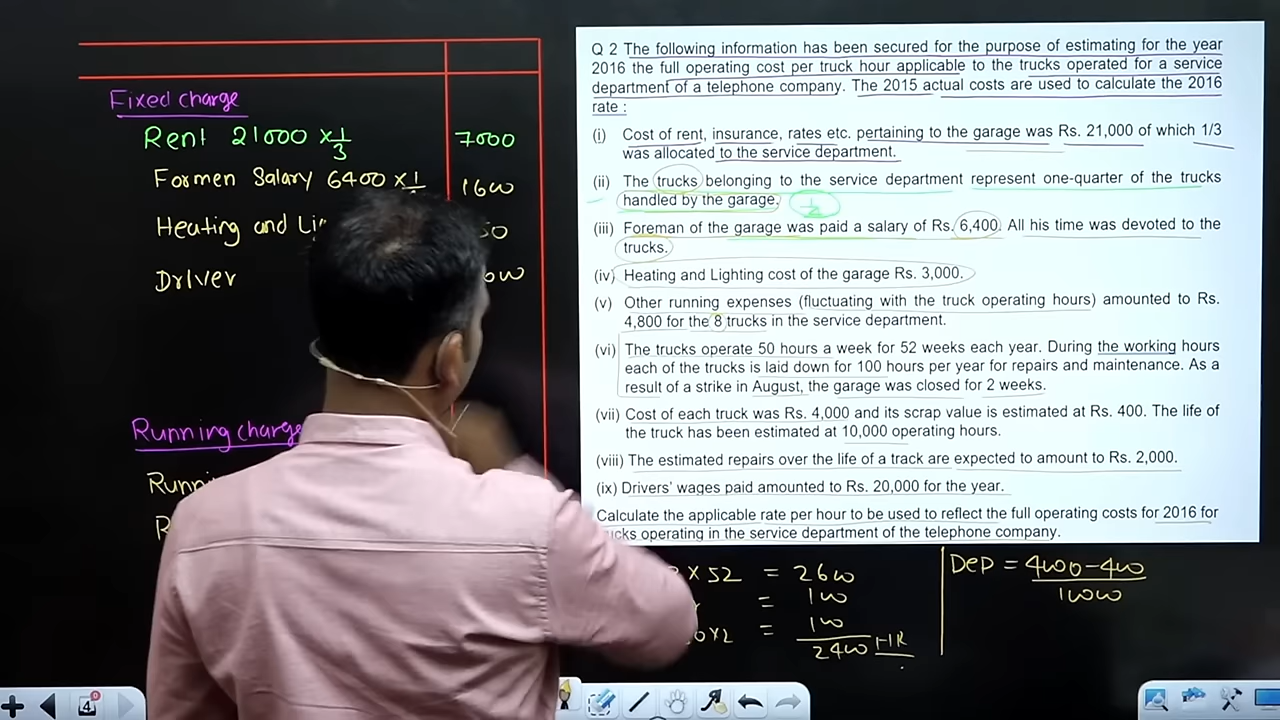 Fixed charge
Rent 21000 × 1/3 7000
Formen Salary 6400 × 1/ 1600
Heating and Li 50
Driver 00
Running charge
Runn
R
Q 2 The following information has been secured for the purpose of estimating for the year
2016 the full operating cost per truck hour applicable to the trucks operated for a service
department of a telephone company. The 2015 actual costs are used to calculate the 2016
rate :
(i) Cost of rent, insurance, rates etc. pertaining to the garage was Rs. 21,000 of which 1/3
was allocated to the service department.
(ii) The trucks belonging to the service department represent one-quarter of the trucks
handled by the garage.
(iii) Foreman of the garage was paid a salary of Rs. 6,400. All his time was devoted to the
trucks.
(iv) Heating and Lighting cost of the garage Rs. 3,000.
(v) Other running expenses (fluctuating with the truck operating hours) amounted to Rs.
4,800 for the 8 trucks in the service department.
(vi) The trucks operate 50 hours a week for 52 weeks each year. During the working hours
each of the trucks is laid down for 100 hours per year for repairs and maintenance. As a
result of a strike in August, the garage was closed for 2 weeks.
(vii) Cost of each truck was Rs. 4,000 and its scrap value is estimated at Rs. 400. The life of
the truck has been estimated at 10,000 operating hours.
(viii) The estimated repairs over the life of a track are expected to amount to Rs. 2,000.
(ix) Drivers' wages paid amounted to Rs. 20,000 for the year.
Calculate the applicable rate per hour to be used to reflect the full operating costs for 2016 for
ucks operating in the service department of the telephone company.
× 52 = 2600
= 100
0×2 = 100
2400 HR
Dep = 4000-400
10000
4
0